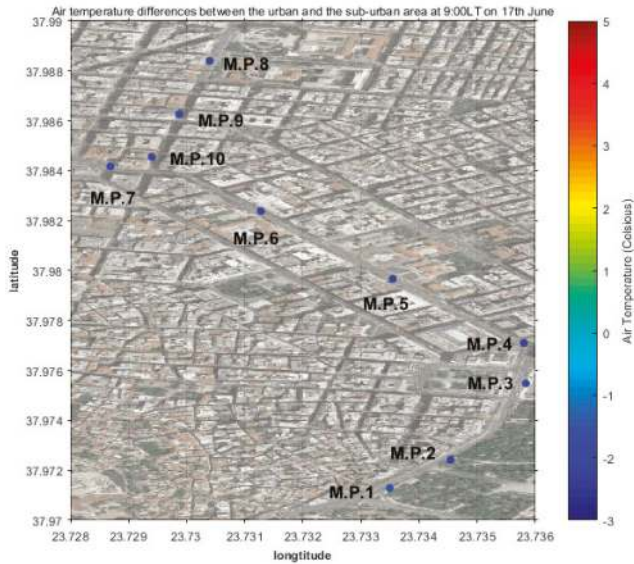 Air temperature differences between the urban and the sub-urban area at 9:00LT on 17th June
37.99
37.988
37.986
37.984
37.982
37.98
37.978
37.976
37.974
37.972
37.97
latitude
M.P.8
M.P.9
M.P.10
M.P.7
M.P.6
M.P.5
M.P.4
M.P.3
M.P.2
M.P.1
23.728 23.729 23.73 23.731 23.732 23.733 23.734 23.735 23.736
longtitude
5
4
3
2
1
0
-1
-2
-3
Air Temperature (Celsious)